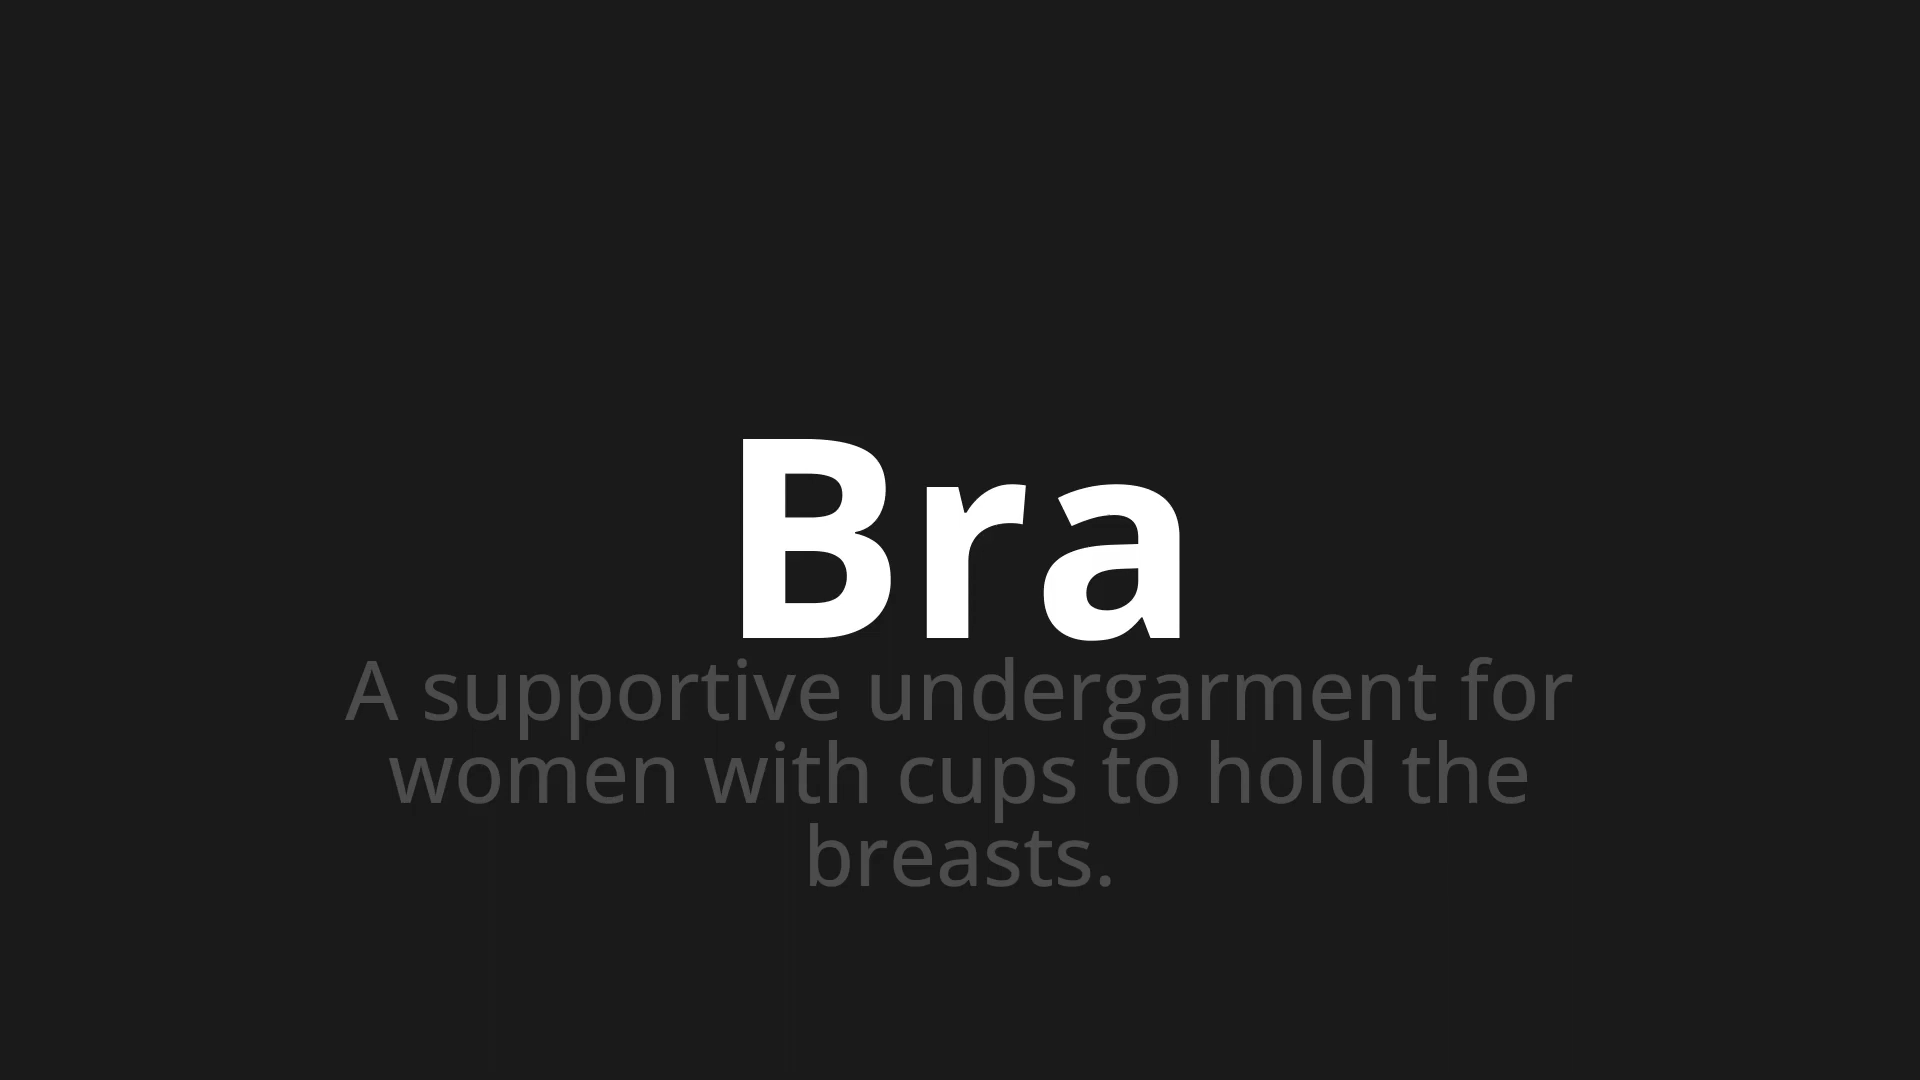 Bra
A supportive undergarment for
women with cups to hold the
breasts.